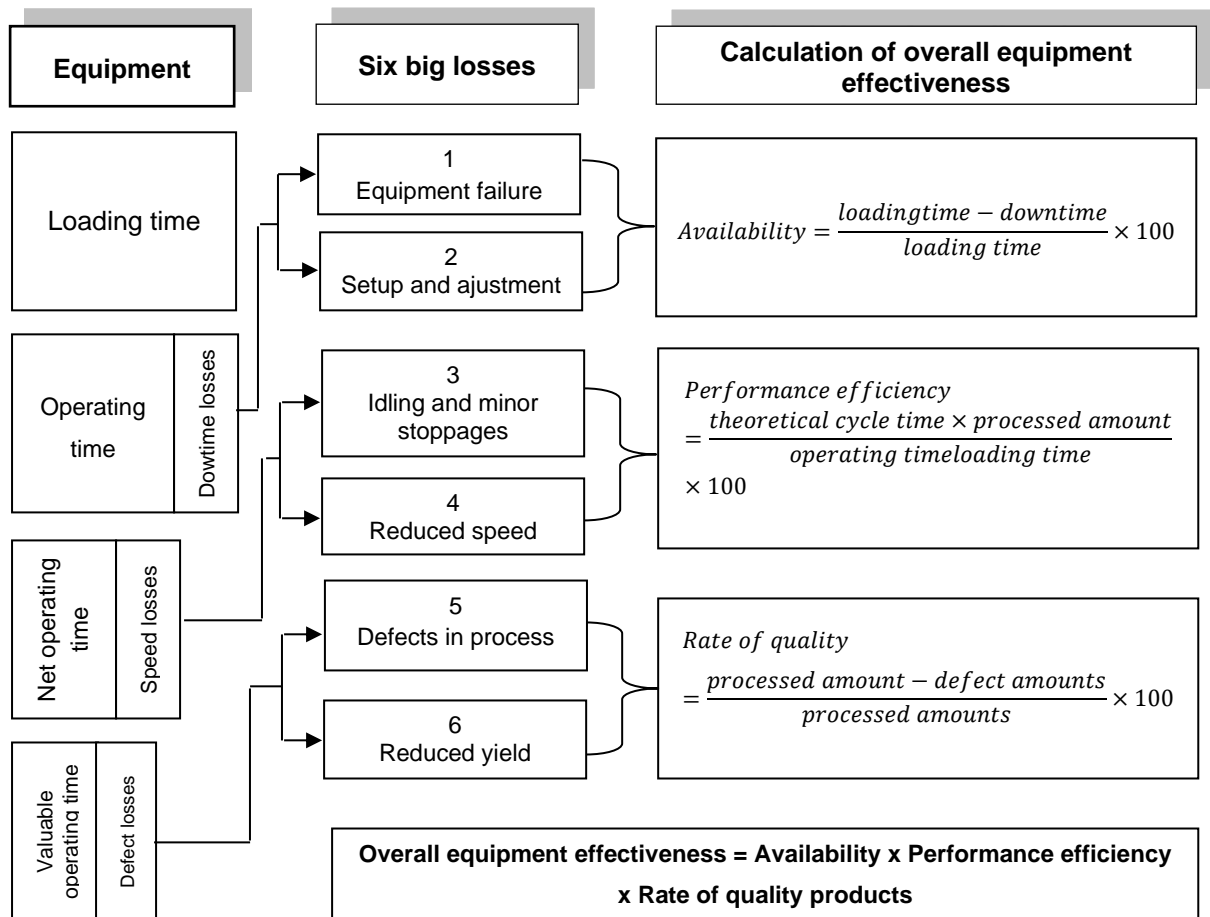 Equipment
Six big losses
Calculation of overall equipment
effectiveness
Loading time
1
Equipment failure
2
Setup and ajustment
Availability = loadingtime − downtime / loading time × 100
Operating
time
Dowtime losses
3
Idling and minor
stoppages
4
Reduced speed
Performance efficiency
= theoretical cycle time × processed amount / operating timeloading time
× 100
Net operating
time
Speed losses
5
Defects in process
6
Reduced yield
Rate of quality
= processed amount − defect amounts / processed amounts × 100
Valuable
operating time
Defect losses
Overall equipment effectiveness = Availability x Performance efficiency
x Rate of quality products